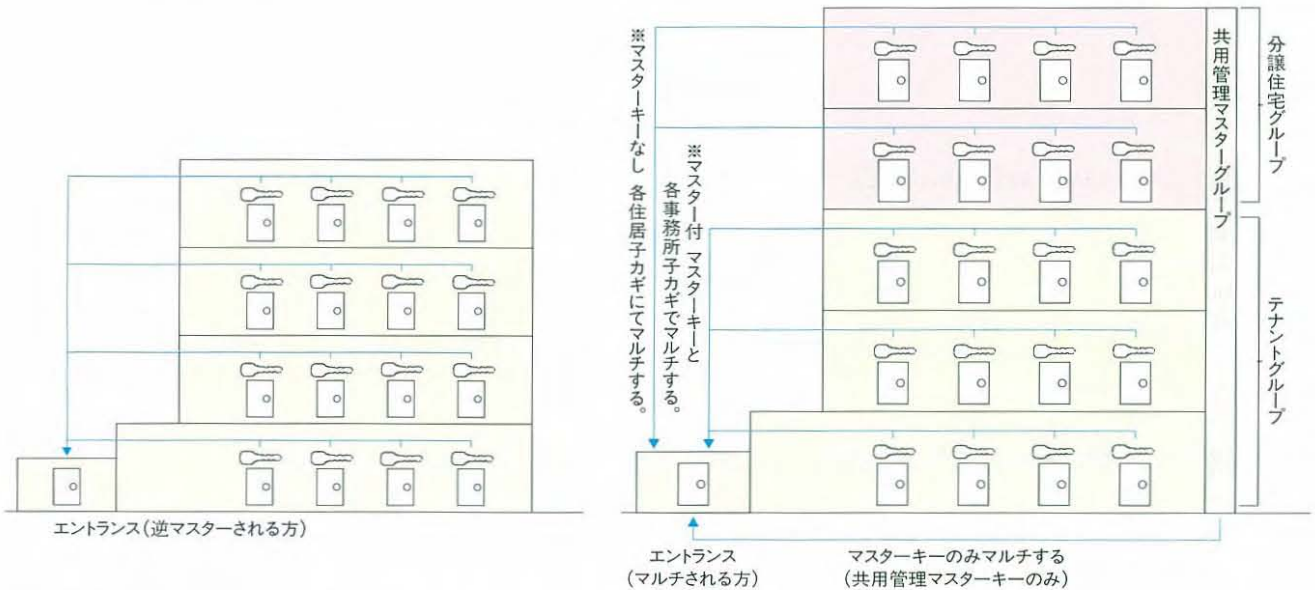 エントランス(逆マスターされる方)
※マスターキーなし 各住居子カギにてマルチする。
※マスター付 マスターキーと
各事務所子カギでマルチする。
共用管理マスターグループ
分譲住宅グループ
テナントグループ
エントランス
(マルチされる方)
マスターキーのみマルチする
(共用管理マスターキーのみ)